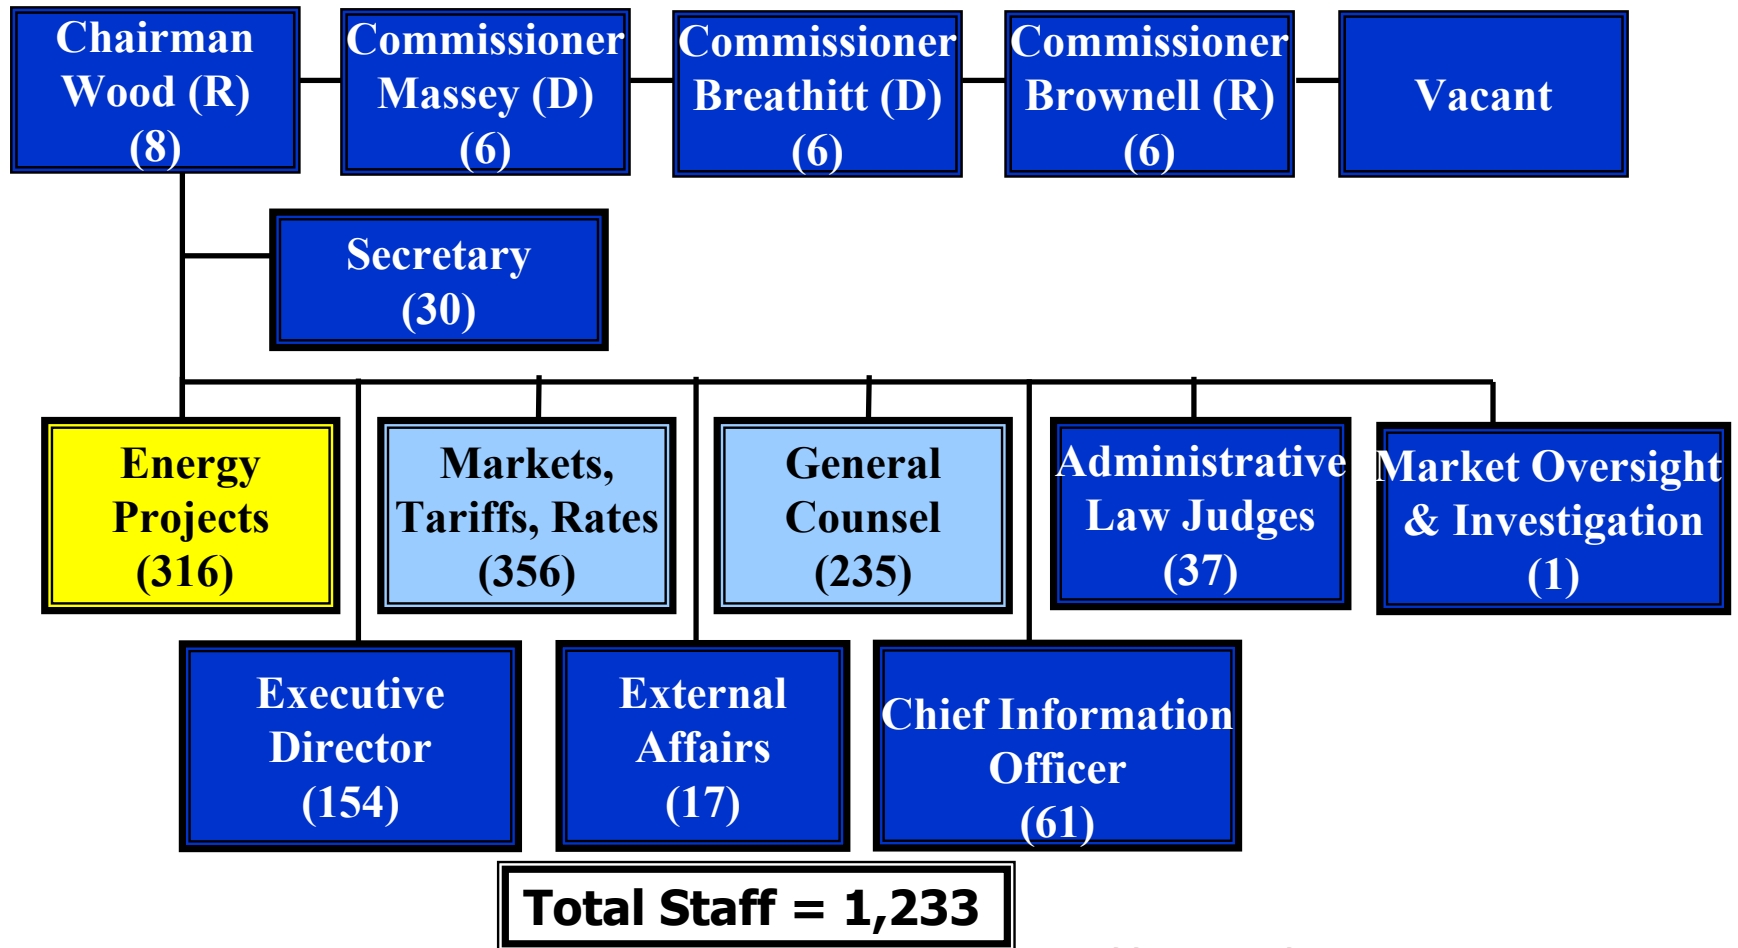 Chairman
Wood (R)
(8)
Commissioner
Massey (D)
(6)
Commissioner
Breathitt (D)
(6)
Commissioner
Brownell (R)
(6)
Vacant
Secretary
(30)
Energy
Projects
(316)
Markets,
Tariffs, Rates
(356)
General
Counsel
(235)
Administrative
Law Judges
(37)
Market Oversight
& Investigation
(1)
Executive
Director
(154)
External
Affairs
(17)
Chief Information
Officer
(61)
Total Staff = 1,233